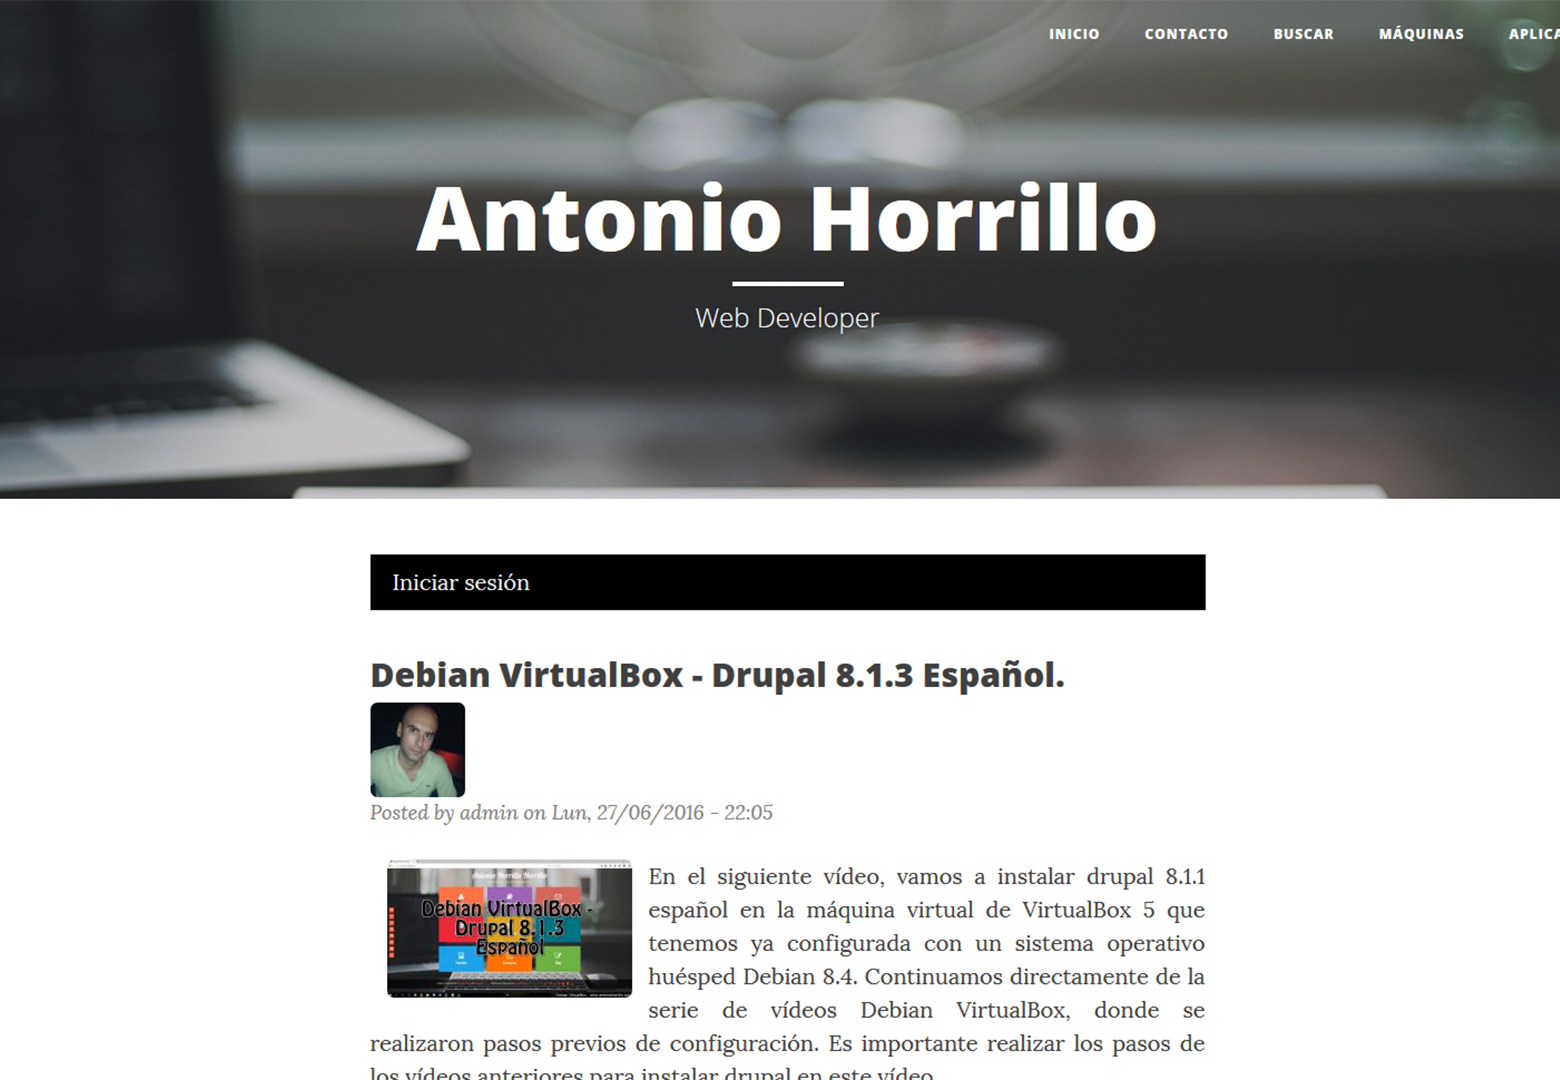 INICIO CONTACTO BUSCAR MÁQUINAS
Antonio Horrillo
Web Developer
Iniciar sesión
Debian VirtualBox - Drupal 8.1.3 Español.
Posted by admin on Lun, 27/06/2016 - 22:05
Antonio Horrillo Horrillo
Debian VirtualBox -
Drupal 8.1.3
Español
En el siguiente vídeo, vamos a instalar drupal 8.1.1
español en la máquina virtual de VirtualBox 5 que
tenemos ya configurada con un sistema operativo
huésped Debian 8.4. Continuamos directamente de la
serie de vídeos Debian VirtualBox, donde se
realizaron pasos previos de configuración. Es importante realizar los pasos de
los vídeos anteriores para instalar drupal en este vídeo.